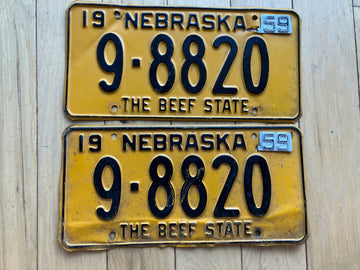 19 NEBRASKA 59
9-8820
THE BEEF STATE
19 NEBRASKA 59
9-8820
THE BEEF STATE